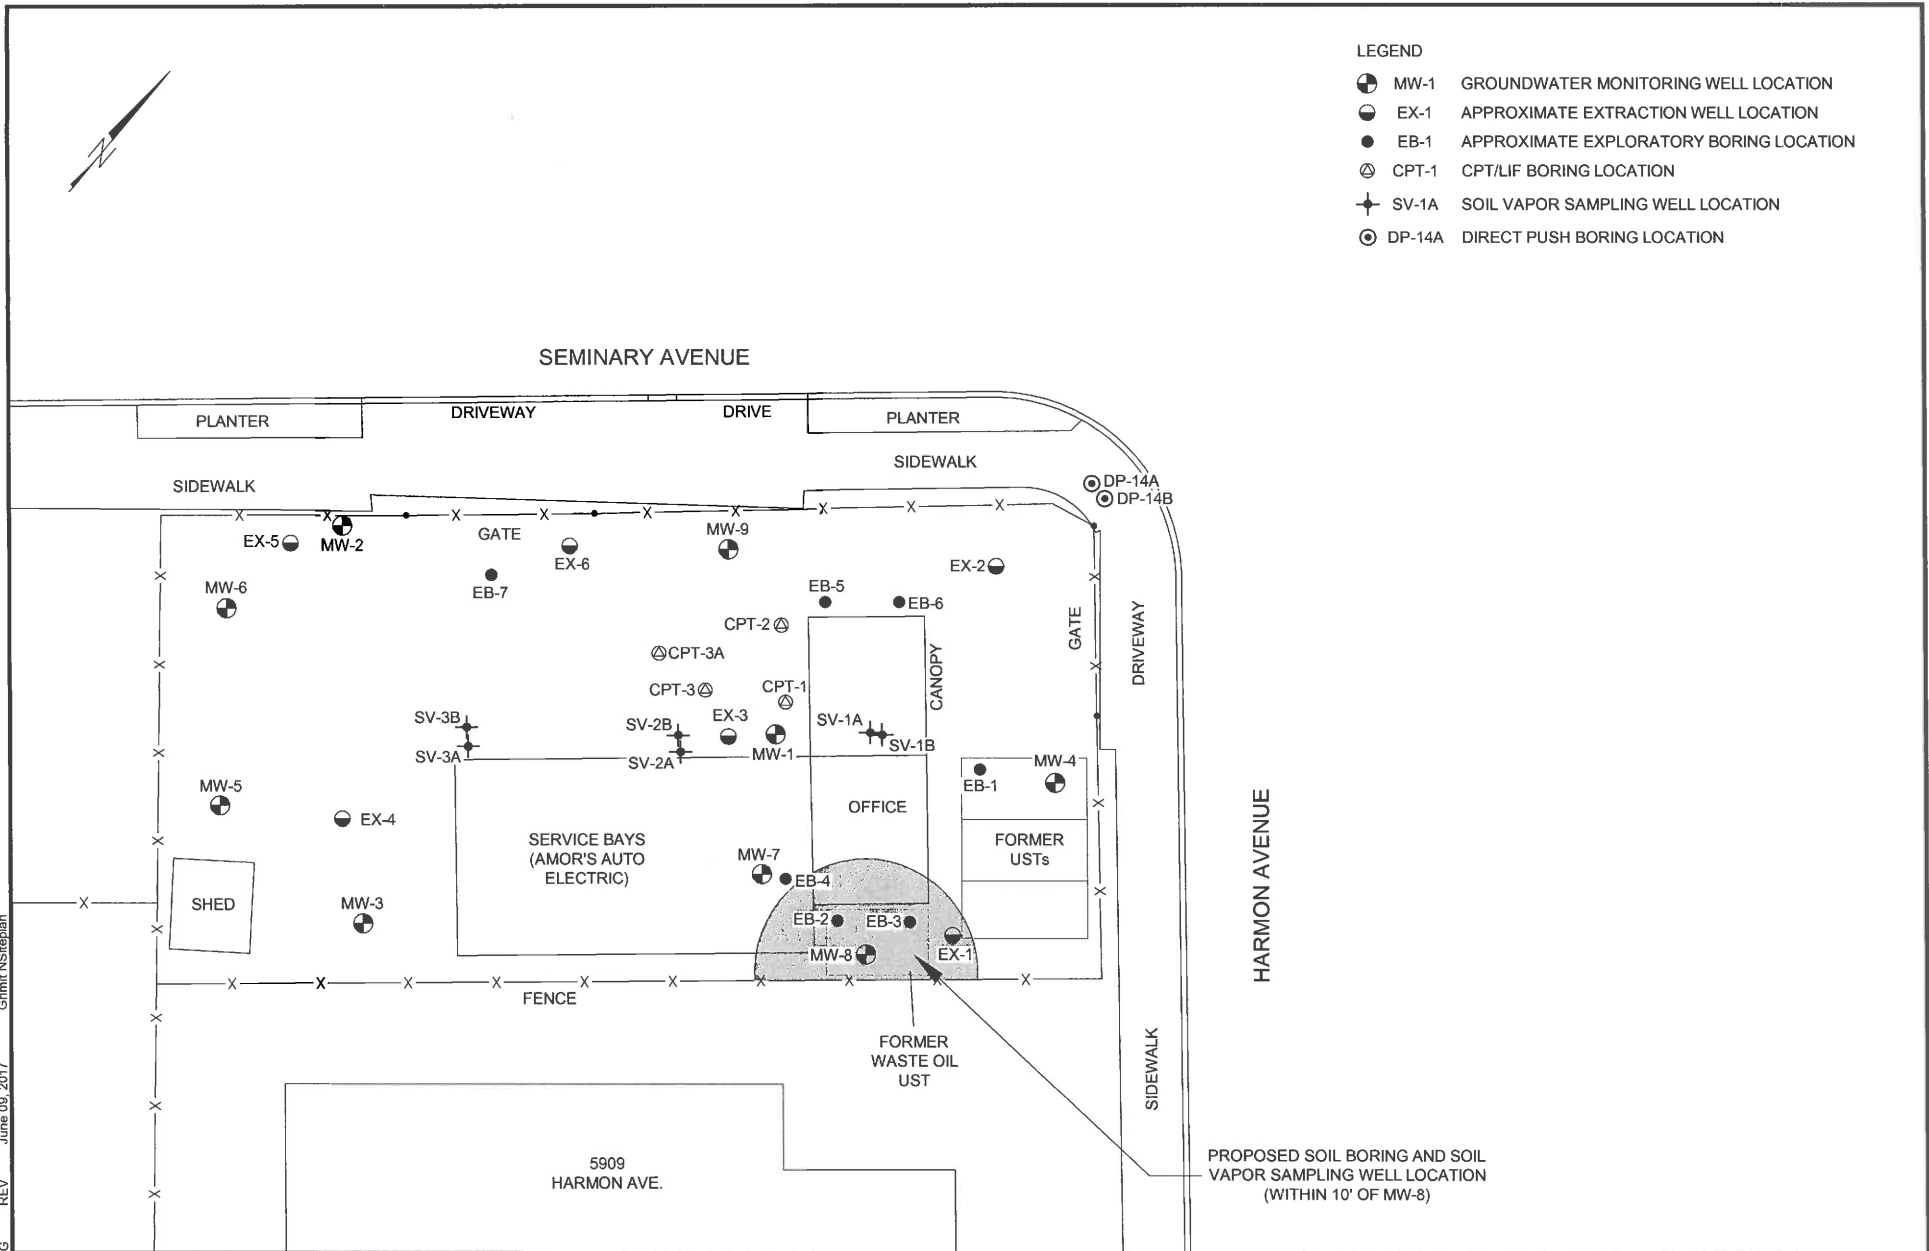 LEGEND
MW-1 GROUNDWATER MONITORING WELL LOCATION
EX-1 APPROXIMATE EXTRACTION WELL LOCATION
EB-1 APPROXIMATE EXPLORATORY BORING LOCATION
CPT-1 CPT/LIF BORING LOCATION
SV-1A SOIL VAPOR SAMPLING WELL LOCATION
DP-14A DIRECT PUSH BORING LOCATION
N
SEMINARY AVENUE
PLANTER
DRIVEWAY
DRIVE
PLANTER
SIDEWALK
SIDEWALK
DP-14A
DP-14B
EX-5
MW-2
GATE
EX-6
MW-9
EX-2
MW-6
EB-7
EB-5
EB-6
CPT-2
CPT-3A
CPT-3
CPT-1
CANOPY
GATE
DRIVEWAY
SV-3B
SV-3A
SV-2B
SV-2A
EX-3
MW-1
SV-1A
SV-1B
MW-4
EB-1
MW-5
EX-4
OFFICE
SERVICE BAYS
(AMOR'S AUTO
ELECTRIC)
FORMER
USTs
MW-7
EB-4
SHED
MW-3
EB-2
EB-3
MW-8
EX-1
HARMON AVENUE
FENCE
FORMER
WASTE OIL
UST
SIDEWALK
5909
HARMON AVE.
PROPOSED SOIL BORING AND SOIL
VAPOR SAMPLING WELL LOCATION
(WITHIN 10' OF MW-8)
REV June 09, 2017